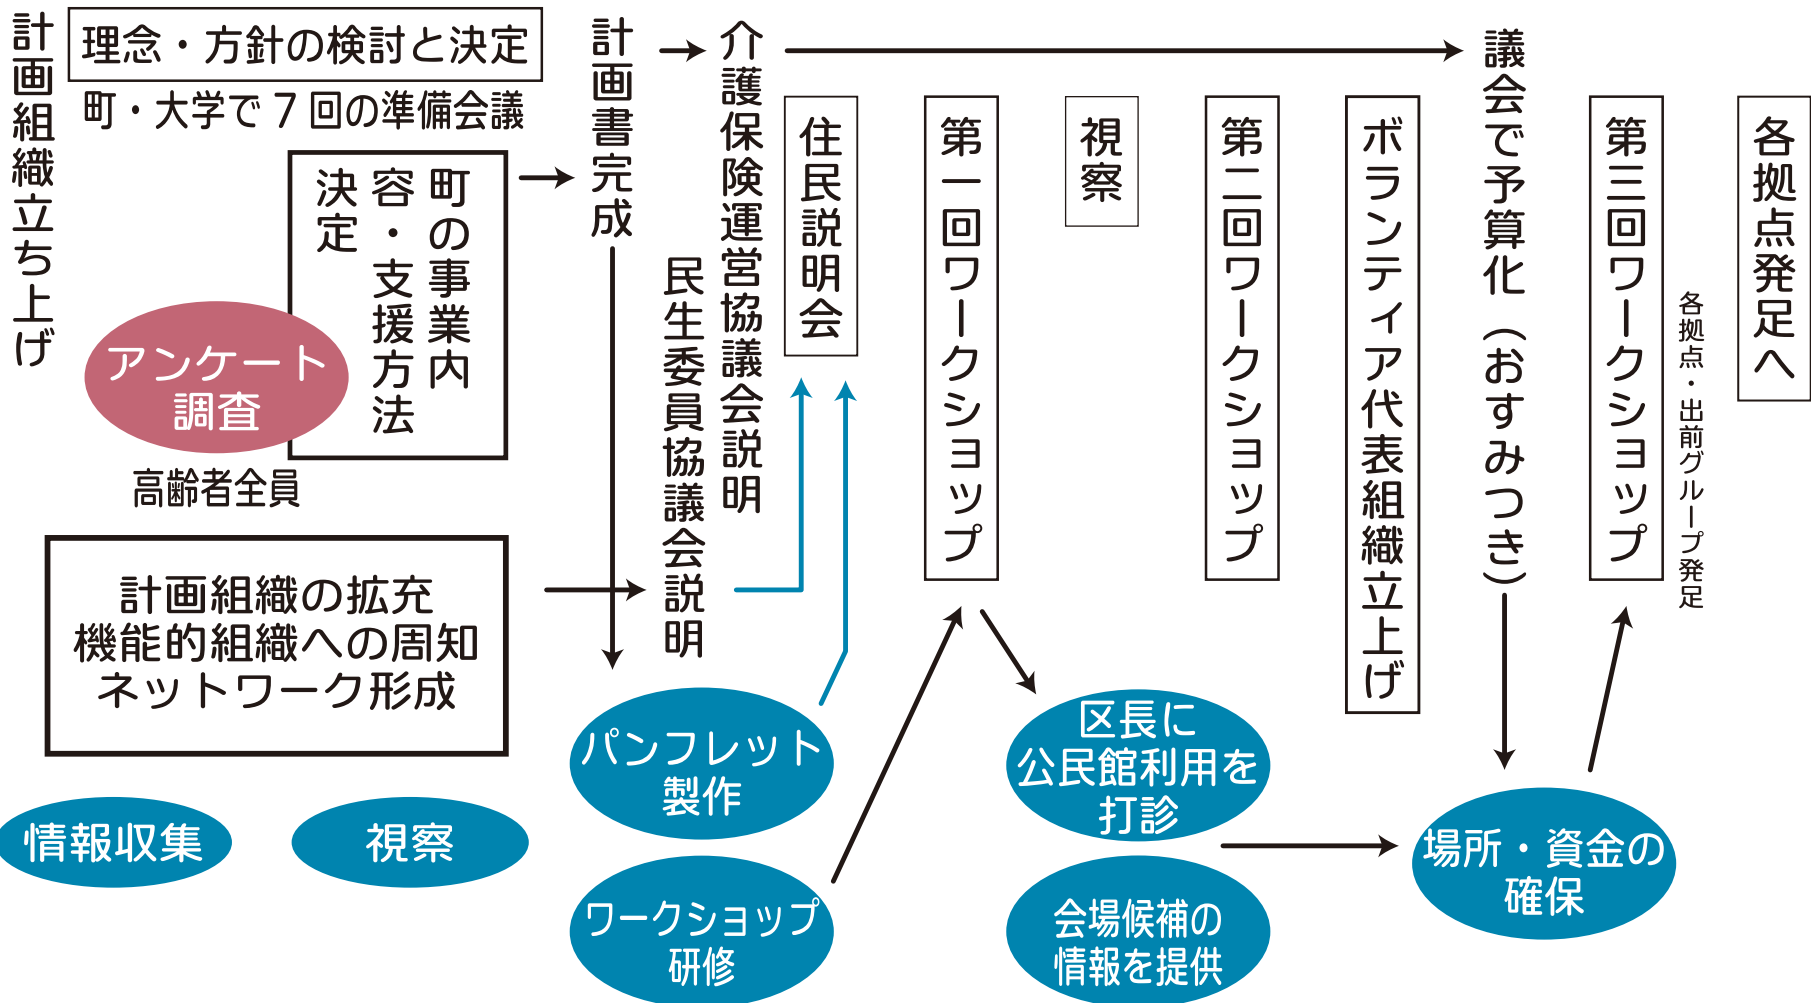 計画組織立ち上げ
理念・方針の検討と決定
町・大学で7回の準備会議
町の事業内
容・支援方法
決定
アンケート
調査
高齢者全員
計画組織の拡充
機能的組織への周知
ネットワーク形成
情報収集
視察
計画書完成
介護保険運営協議会説明
民生委員協議会説明
パンフレット
製作
ワークショップ
研修
住民説明会
第一回ワークショップ
視察
区長に
公民館利用を
打診
会場候補の
情報を提供
第二回ワークショップ
ボランティア代表組織立上げ
議会で予算化（おすみつき）
場所・資金の
確保
第三回ワークショップ
各拠点・出前グループ発足
各拠点発足へ